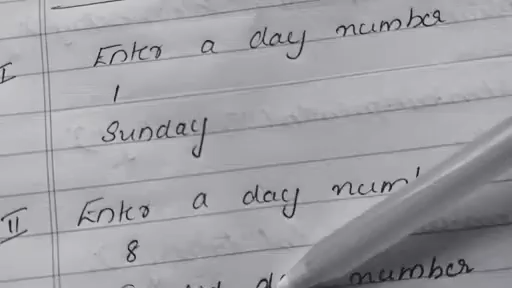 I Enter a day number
1
Sunday
II Enter a day num
8
number